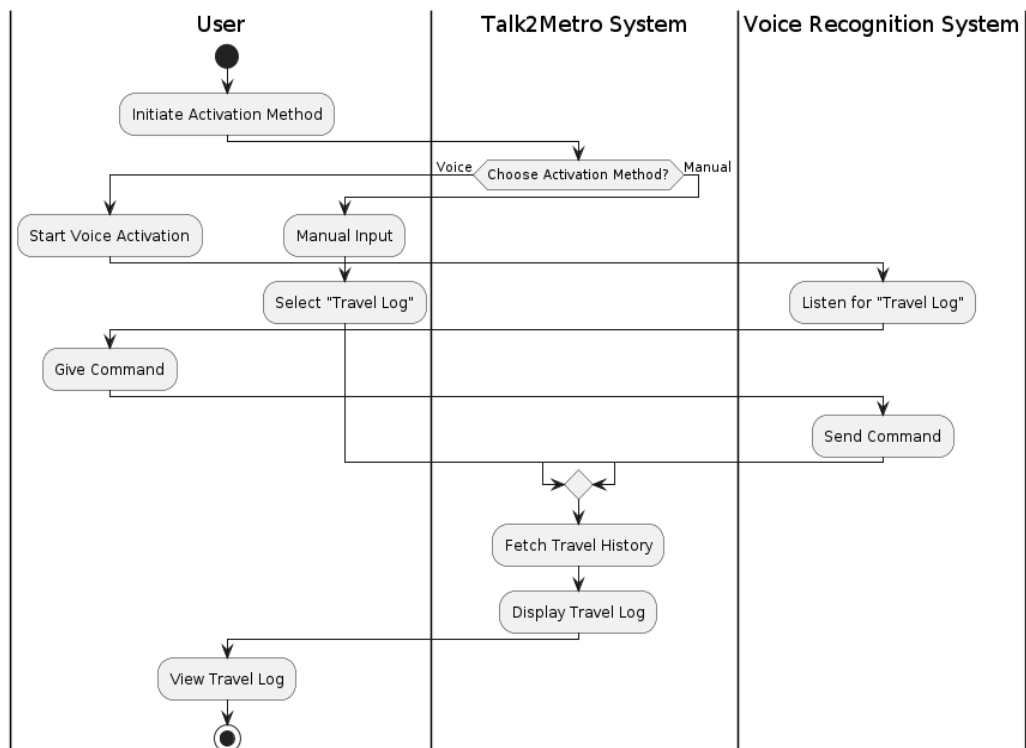 User
Talk2Metro System
Voice Recognition System
Initiate Activation Method
Voice
Choose Activation Method?
Manual
Start Voice Activation
Manual Input
Select "Travel Log"
Listen for "Travel Log"
Give Command
Send Command
Fetch Travel History
Display Travel Log
View Travel Log